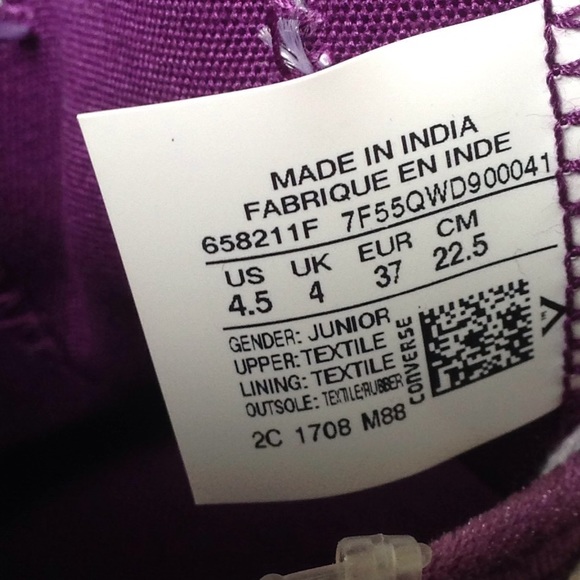 MADE IN INDIA
FABRIQUE EN INDE
658211F 7F55QWD900041
US UK EUR CM
4.5 4 37 22.5
GENDER: JUNIOR
UPPER: TEXTILE
LINING: TEXTILE
OUTSOLE: TEXTILE/RUBBER
CONVERSE
2C 1708 M88